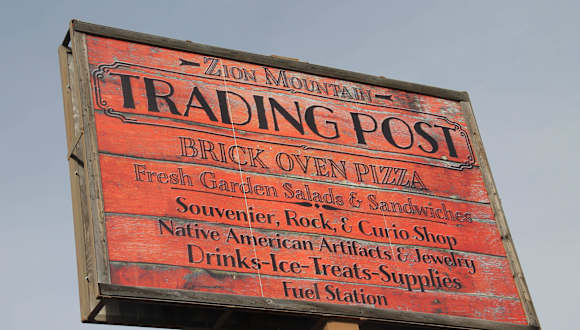 Zion Mountain
TRADING POST
BRICK OVEN PIZZA
Fresh Garden Salads & Sandwiches
Souvenier, Rock, & Curio Shop
Native American Artifacts & Jewelry
Drinks-Ice-Treats-Supplies
Fuel Station